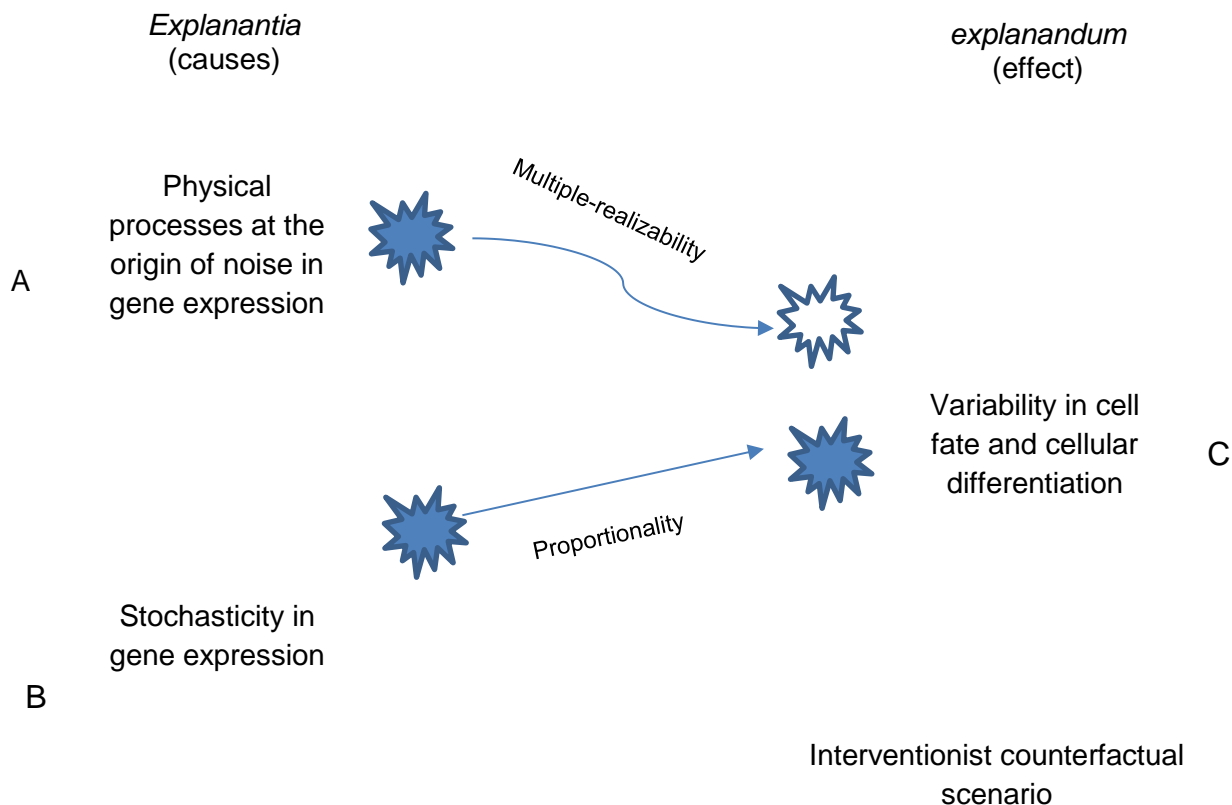 Explanantia
(causes)
explanandum
(effect)
Physical
processes at the
origin of noise in
gene expression
A
Multiple-realizability
Variability in cell
fate and cellular
differentiation
C
Proportionality
Stochasticity in
gene expression
B
Interventionist counterfactual
scenario